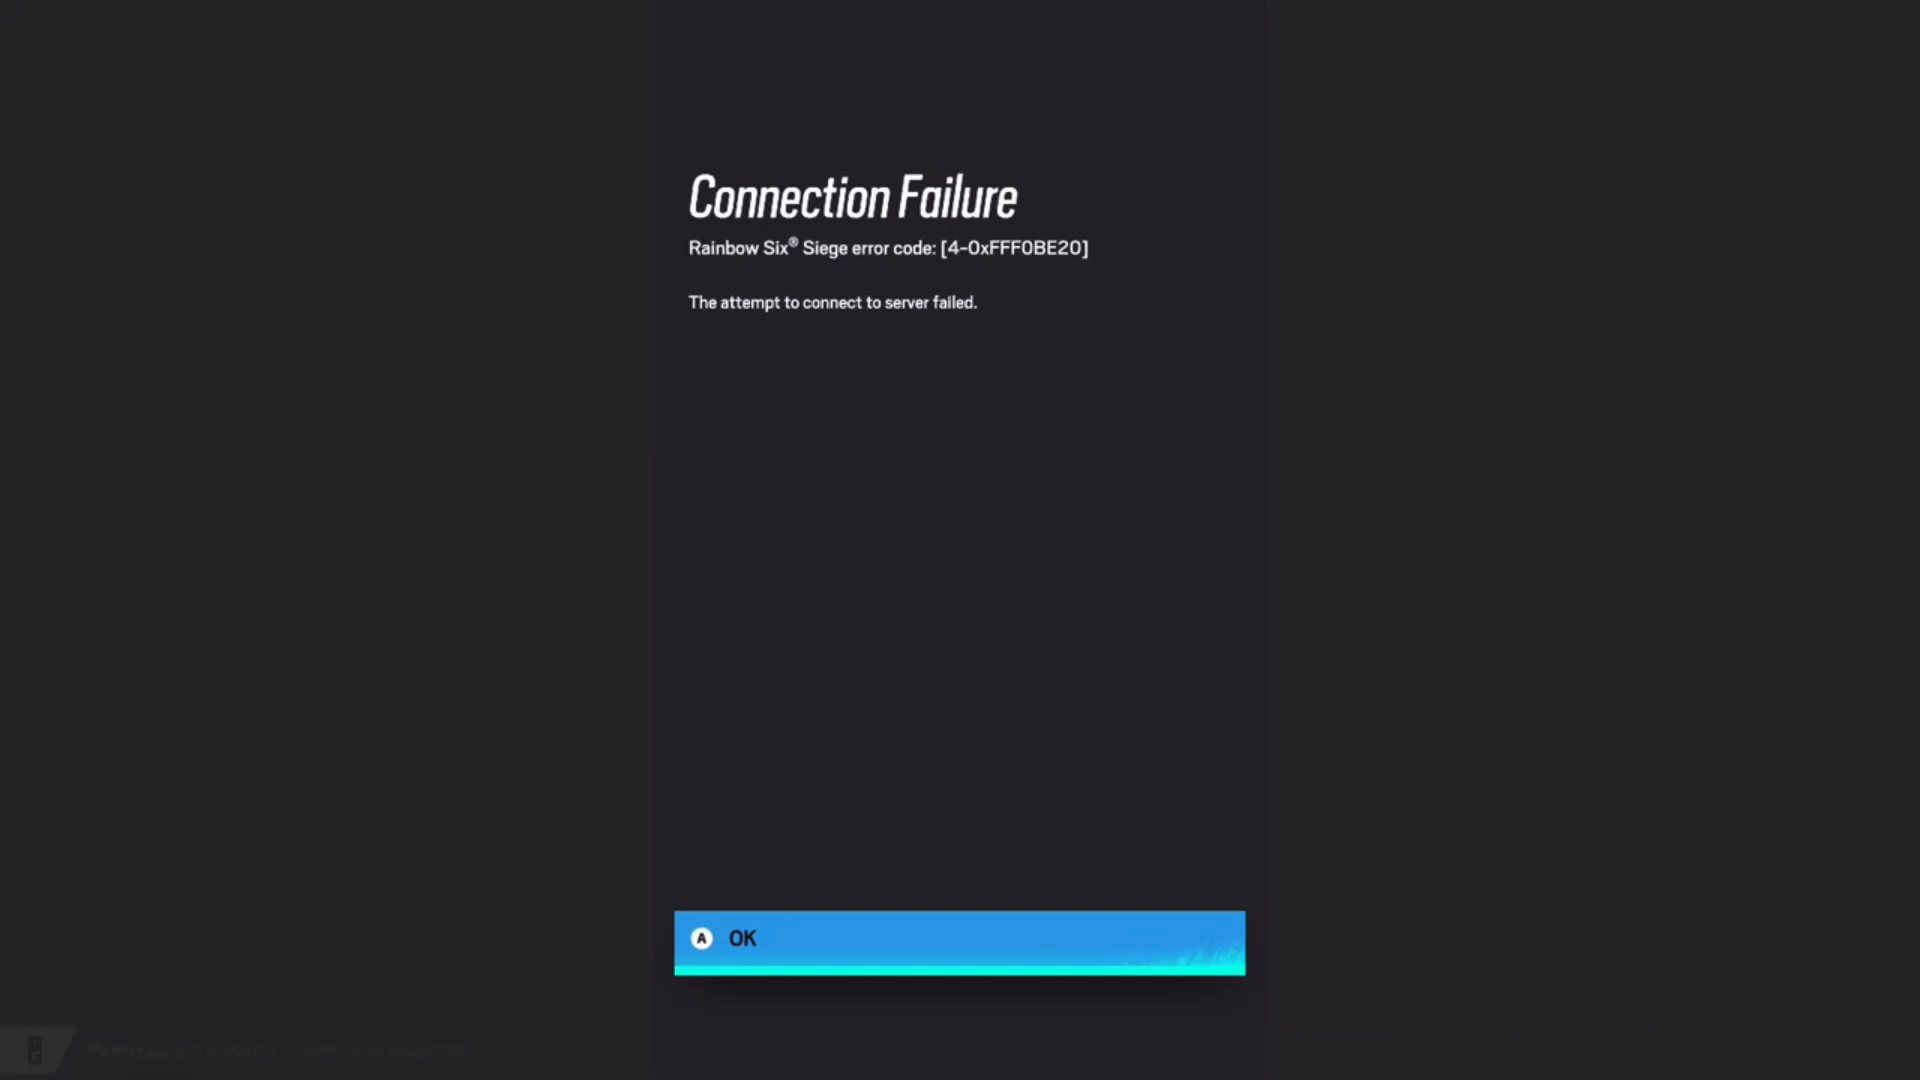 Connection Failure
Rainbow Six® Siege error code: [4-0xFFF0BE20]
The attempt to connect to server failed.
A OK